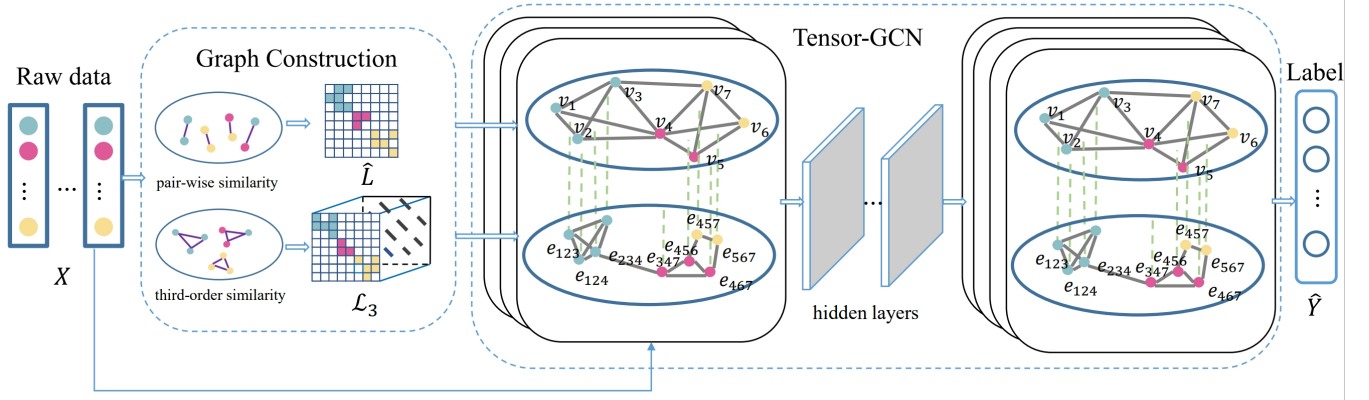 Raw data
...
X
Graph Construction
pair-wise similarity
L̂
third-order similarity
ℒ₃
Tensor-GCN
v₁
v₂
v₃
v₄
v₅
v₆
v₇
e₁₂₃
e₁₂₄
e₂₃₄
e₃₄₇
e₄₅₆
e₄₅₇
e₅₆₇
e₄₆₇
...
hidden layers
v₁
v₂
v₃
v₄
v₅
v₆
v₇
e₁₂₃
e₁₂₄
e₂₃₄
e₃₄₇
e₄₅₆
e₄₅₇
e₅₆₇
e₄₆₇
Label
Ŷ